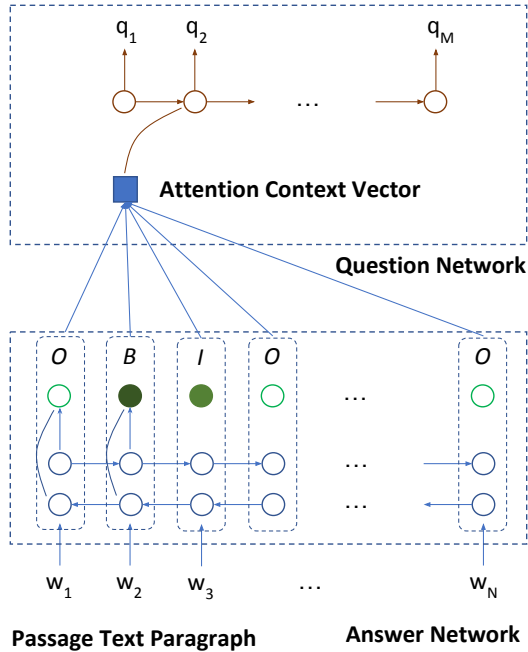 q1 q2 qM
...
Attention Context Vector
Question Network
O B I O O
...
...
w1 w2 w3 ... wN
Passage Text Paragraph Answer Network